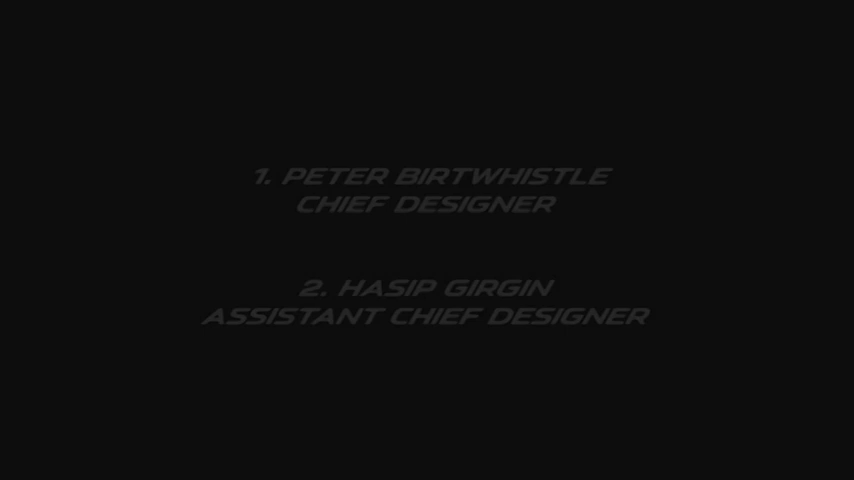 1. PETER BIRTWHISTLE
CHIEF DESIGNER
2. HASIP GIRGIN
ASSISTANT CHIEF DESIGNER